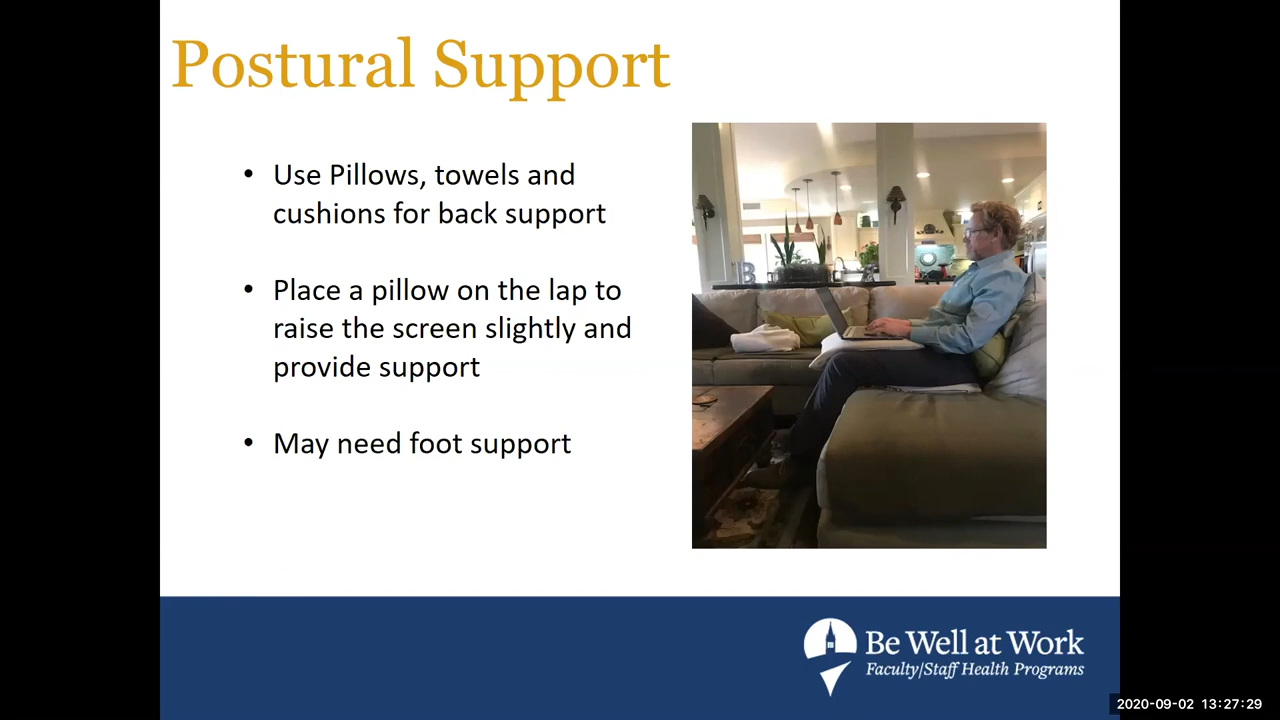 Postural Support
• Use Pillows, towels and
cushions for back support
• Place a pillow on the lap to
raise the screen slightly and
provide support
• May need foot support
B
Be Well at Work
Faculty/Staff Health Programs
2020-09-02 13:27:29